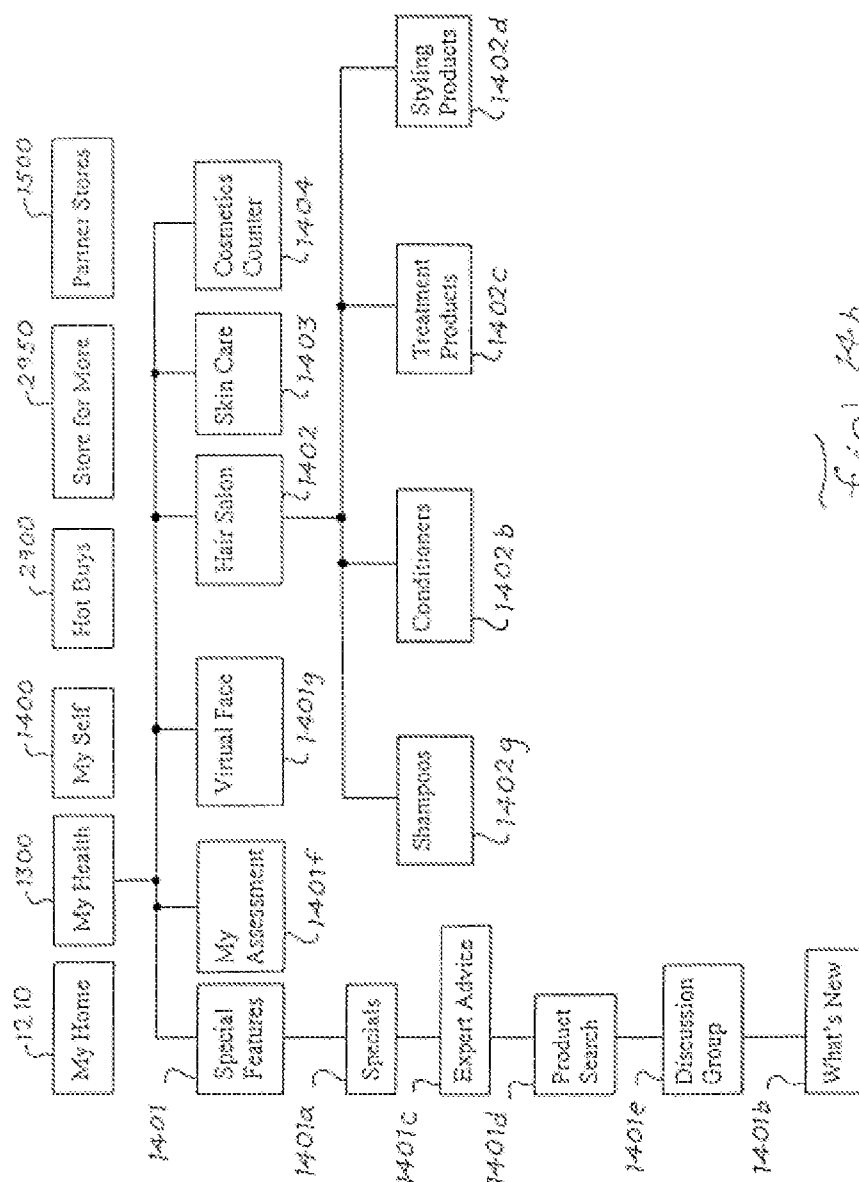 1210
My Home
1300
My Health
1400
My Self
2900
Hot Buys
2950
Store for More
1500
Partner Stores
1401
Special
Features
My
Assessment
1401f
Virtual Face
1401g
Hair Salon
1402
Skin Care
1403
Cosmetics
Counter
1404
1401a
Specials
1401c
Expert Advice
1401d
Product
Search
1401e
Discussion
Group
1401b
What's New
Shampoos
1402g
Conditioners
1402b
Treatment
Products
1402c
Styling
Products
1402d